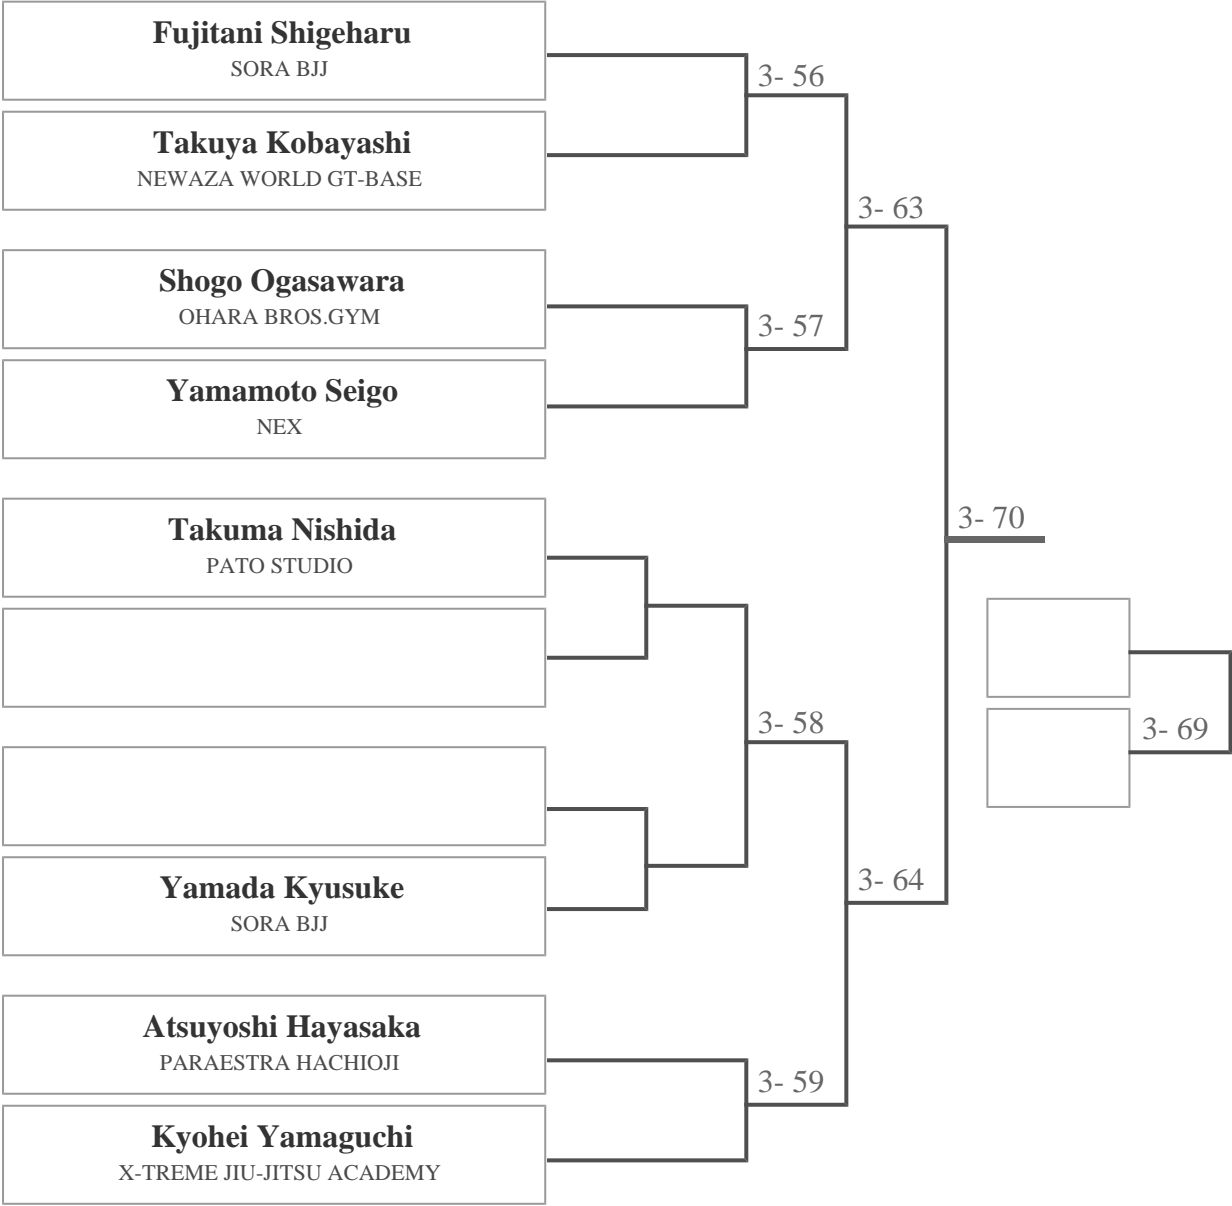 Fujitani Shigeharu
SORA BJJ
3- 56
Takuya Kobayashi
NEWAZA WORLD GT-BASE
3- 63
Shogo Ogasawara
OHARA BROS.GYM
3- 57
Yamamoto Seigo
NEX
Takuma Nishida
PATO STUDIO
3- 70
3- 58
3- 69
Yamada Kyusuke
SORA BJJ
3- 64
Atsuyoshi Hayasaka
PARAESTRA HACHIOJI
3- 59
Kyohei Yamaguchi
X-TREME JIU-JITSU ACADEMY